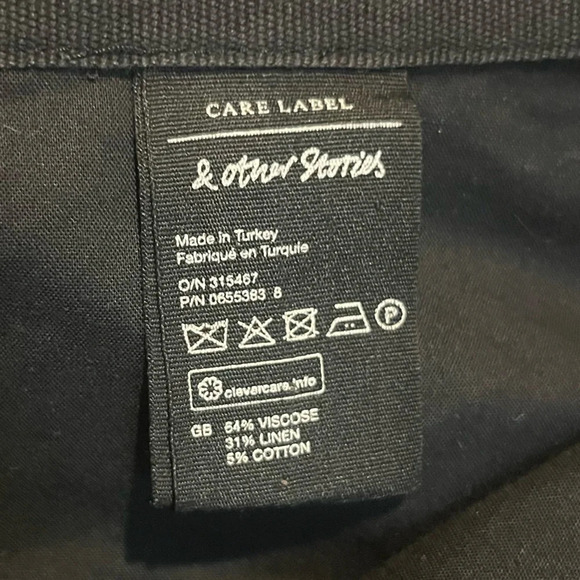 CARE LABEL
& other Stories
Made in Turkey
Fabriqué en Turquie
O/N 315467
P/N 0655383 8
P
clevercare.info
GB 64% VISCOSE
31% LINEN
5% COTTON